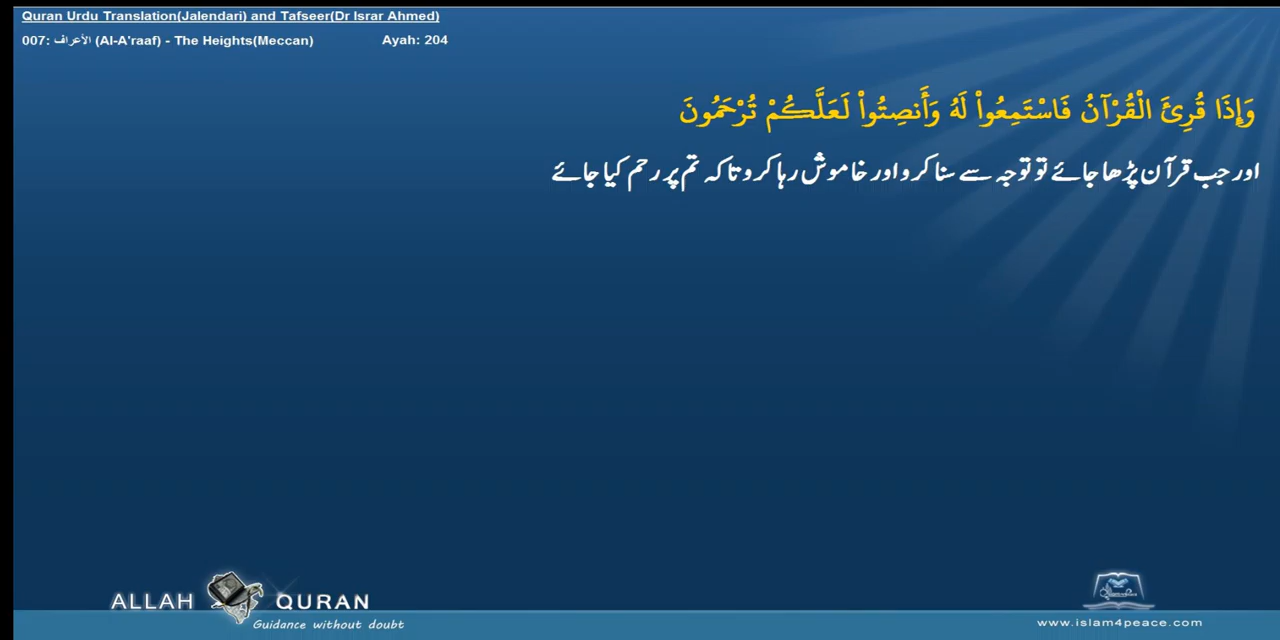 Quran Urdu Translation(Jalendari) and Tafseer(Dr Israr Ahmed)
007: الأعراف (Al-A'raaf) - The Heights(Meccan) Ayah: 204
وَإِذَا قُرِئَ الْقُرْآنُ فَاسْتَمِعُواْ لَهُ وَأَنصِتُواْ لَعَلَّكُمْ تُرْحَمُونَ
اور جب قرآن پڑھا جائے تو توجہ سے سنا کرو اور خاموش رہا کرو تاکہ تم پر رحم کیا جائے
ALLAH QURAN
Guidance without doubt
www.islam4peace.com